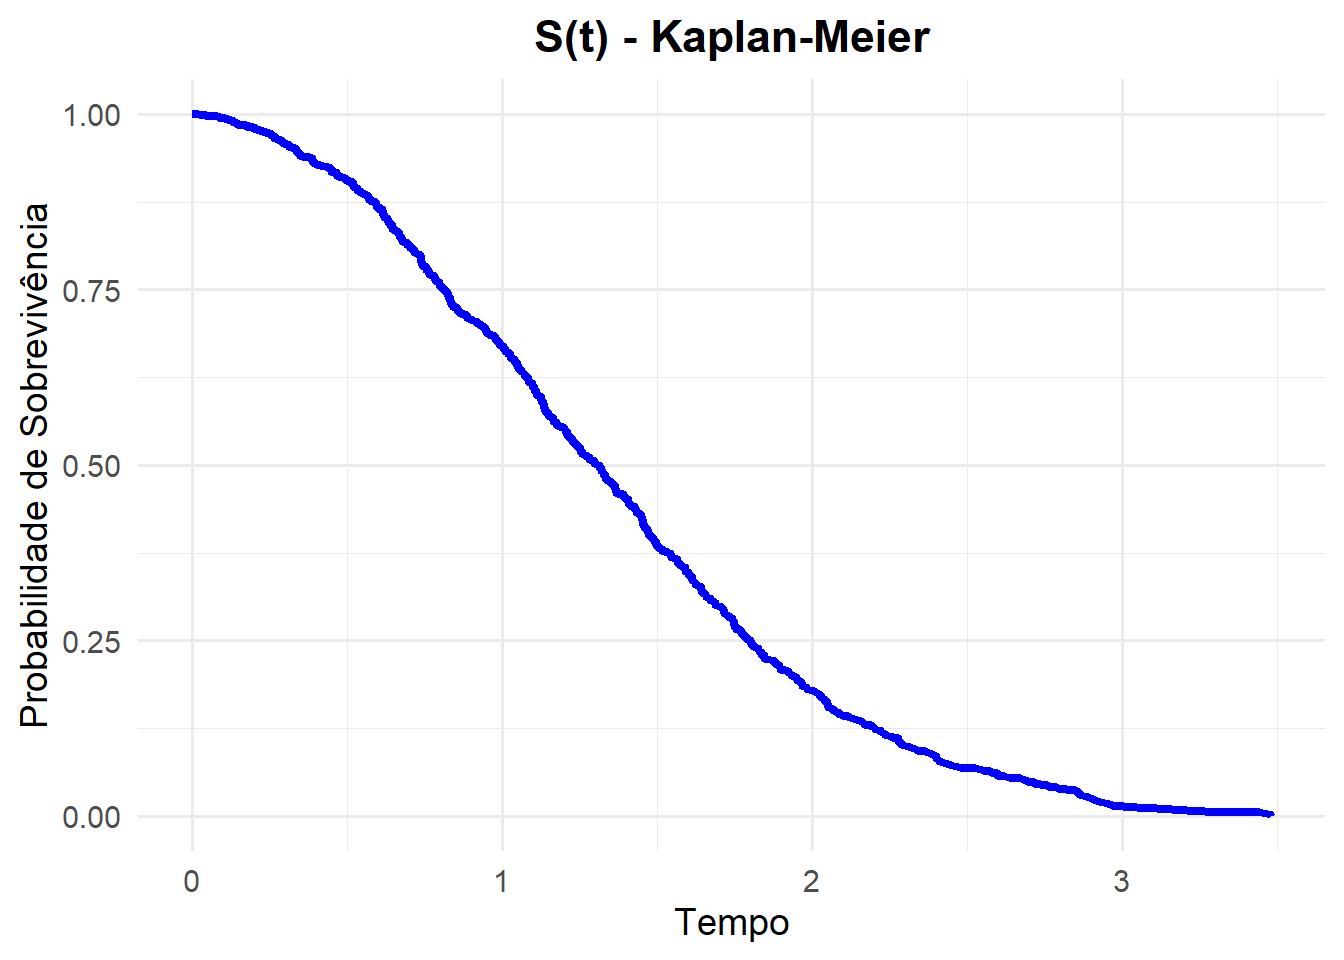 S(t) - Kaplan-Meier
1.00
0.75
0.50
0.25
0.00
Probabilidade de Sobrevivência
0 1 2 3
Tempo